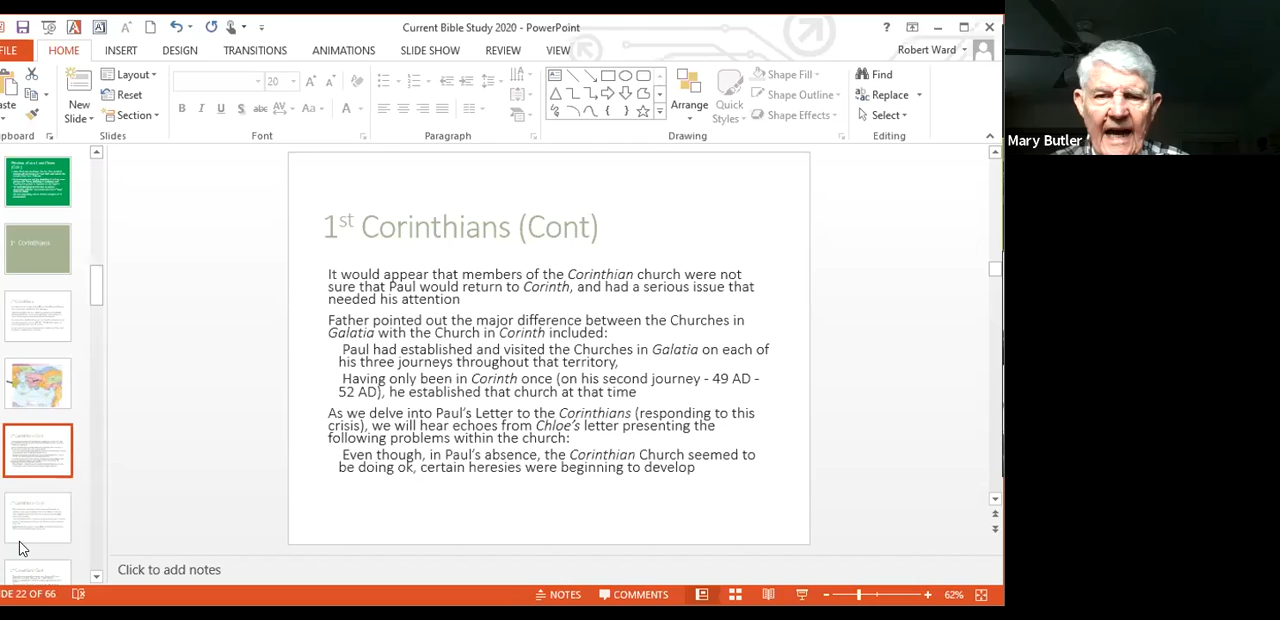 Current Bible Study 2020 - PowerPoint
FILE
HOME
INSERT
DESIGN
TRANSITIONS
ANIMATIONS
SLIDE SHOW
REVIEW
VIEW
Robert Ward
New
Slide
Layout
Reset
Section
Slides
20
Font
Paragraph
Arrange
Quick
Styles
Shape Fill
Shape Outline
Shape Effects
Drawing
Find
Replace
Select
Editing
Mary Butler
1st Corinthians (Cont)
It would appear that members of the Corinthian church were not
sure that Paul would return to Corinth, and had a serious issue that
needed his attention
Father pointed out the major difference between the Churches in
Galatia with the Church in Corinth included:
Paul had established and visited the Churches in Galatia on each of
his three journeys throughout that territory,
Having only been in Corinth once (on his second journey - 49 AD -
52 AD), he established that church at that time
As we delve into Paul's Letter to the Corinthians (responding to this
crisis), we will hear echoes from Chloe's letter presenting the
following problems within the church:
Even though, in Paul's absence, the Corinthian Church seemed to
be doing ok, certain heresies were beginning to develop
Click to add notes
DE 22 OF 66
NOTES
COMMENTS
62%